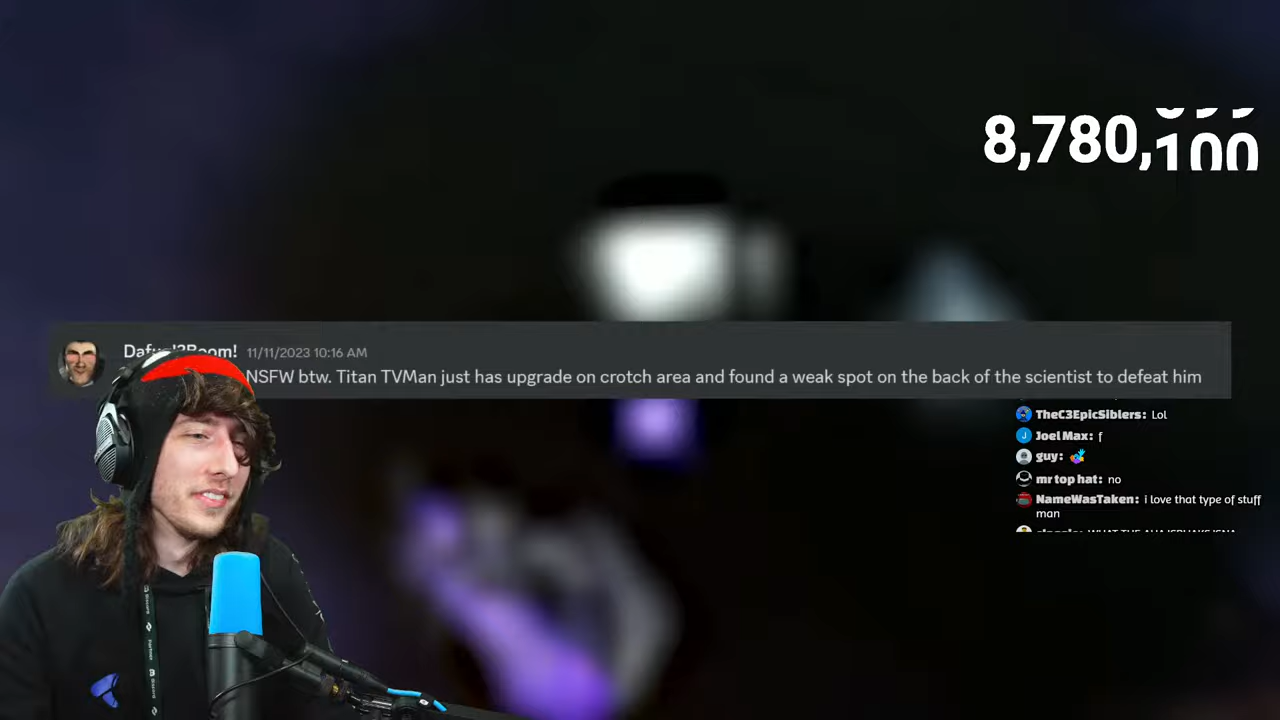 8,780,100
11/11/2023 10:16 AM
NSFW btw. Titan TVMan just has upgrade on crotch area and found a weak spot on the back of the scientist to defeat him
TheC3EpicSiblers: Lol
Joel Max: f
guy:
mr top hat: no
NameWasTaken: i love that type of stuff
man